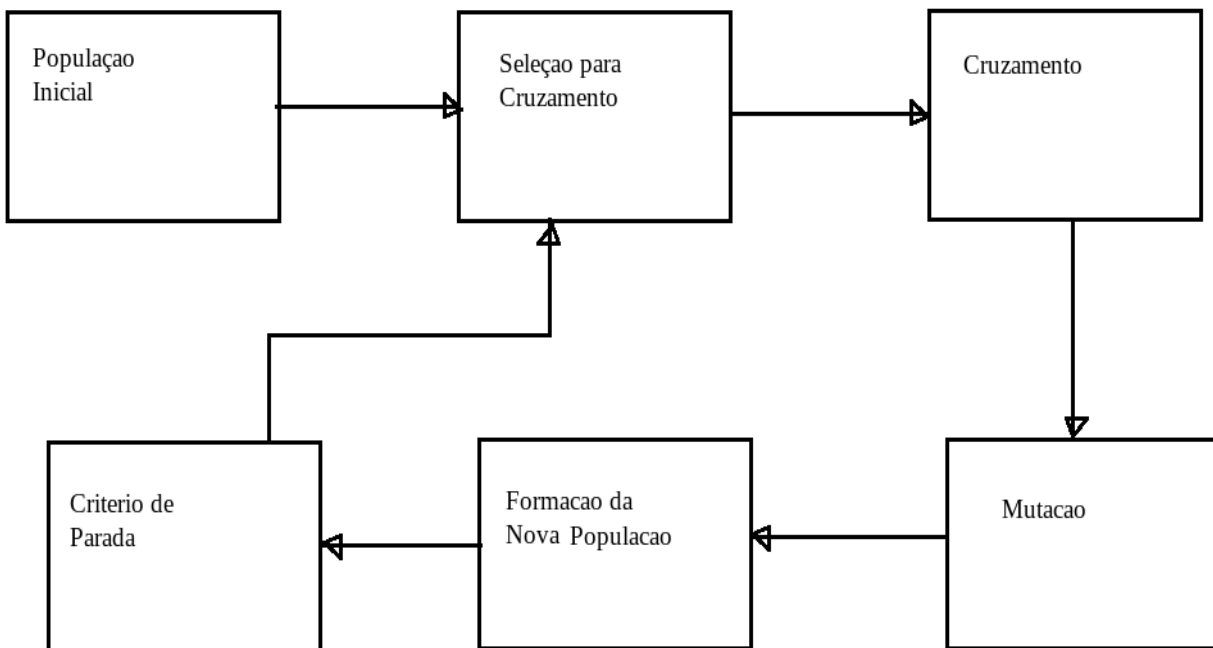 Populaçao
Inicial
Seleçao para
Cruzamento
Cruzamento
Criterio de
Parada
Formacao da
Nova Populacao
Mutacao